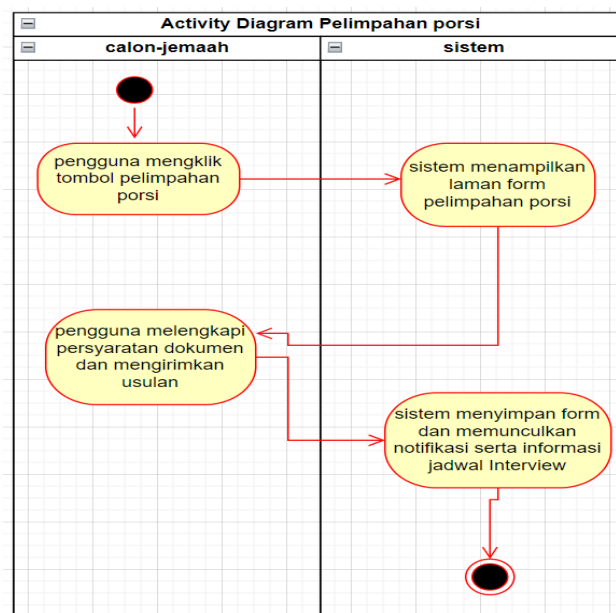 Activity Diagram Pelimpahan porsi
calon-jemaah
sistem
pengguna mengklik
tombol pelimpahan
porsi
sistem menampilkan
laman form
pelimpahan porsi
pengguna melengkapi
persyaratan dokumen
dan mengirimkan
usulan
sistem menyimpan form
dan memunculkan
notifikasi serta informasi
jadwal Interview